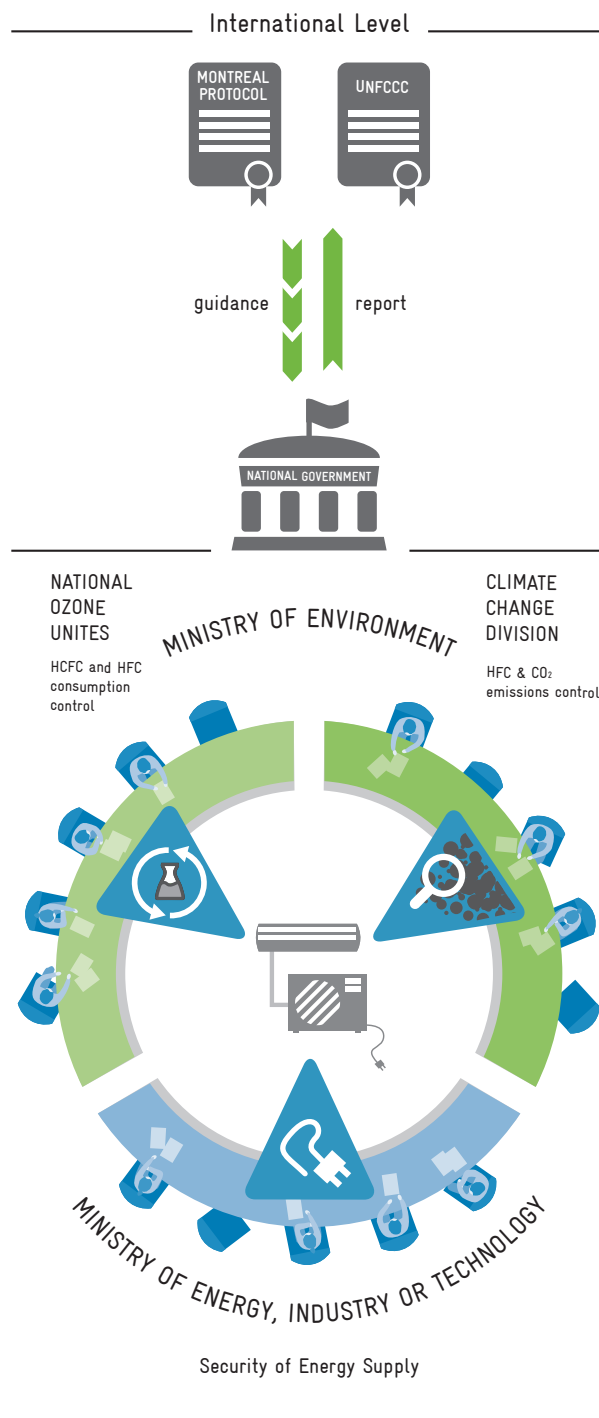 International Level
MONTREAL
PROTOCOL
UNFCCC
guidance
report
NATIONAL GOVERNMENT
NATIONAL
OZONE
UNITES
HCFC and HFC
consumption
control
MINISTRY OF ENVIRONMENT
CLIMATE
CHANGE
DIVISION
HFC & CO₂
emissions control
MINISTRY OF ENERGY, INDUSTRY OR TECHNOLOGY
Security of Energy Supply